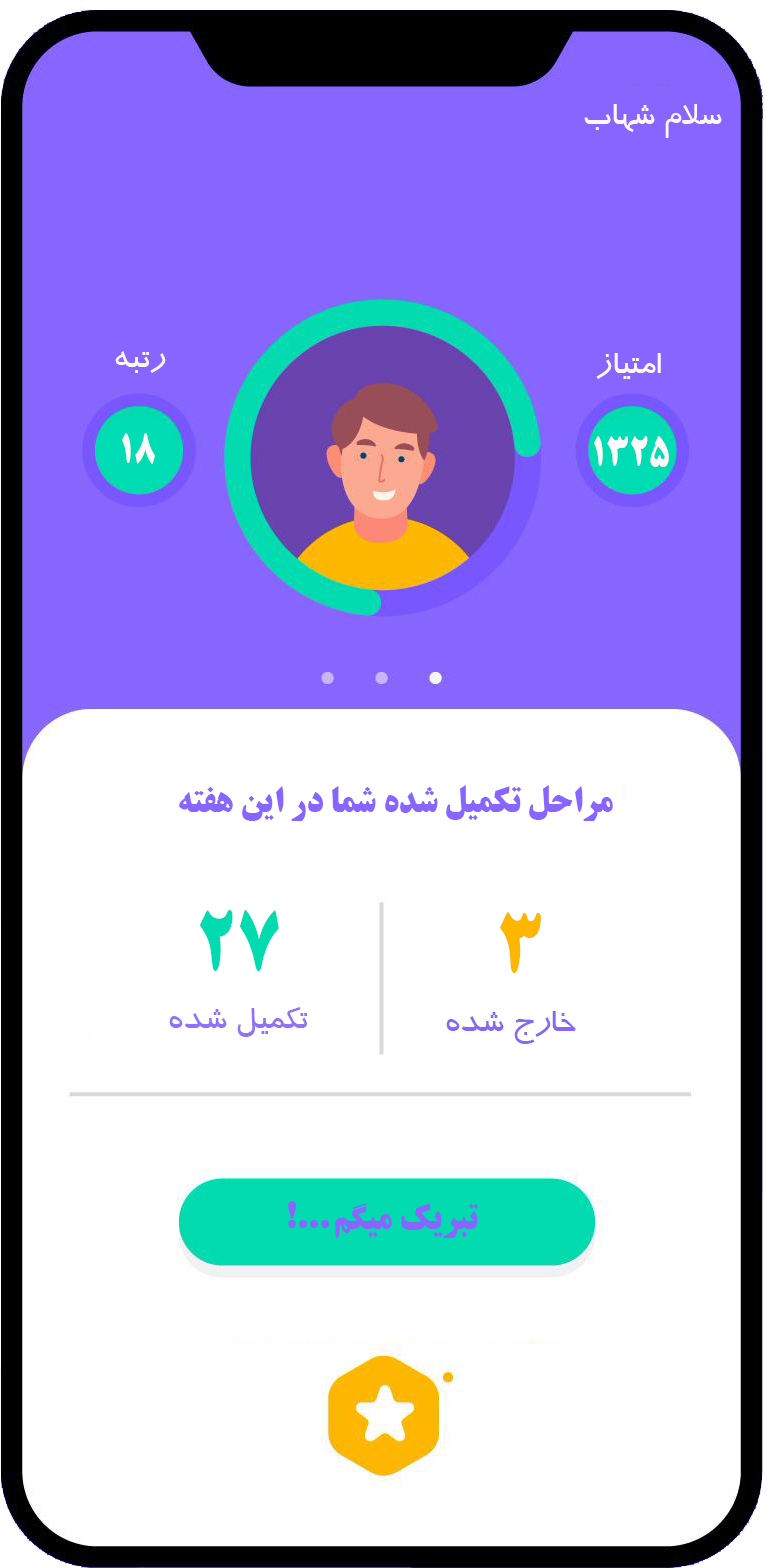 سلام شهاب
امتیاز
رتبه
۱۳۲۵
۱۸
مراحل تکمیل شده شما در این هفته
۳
۲۷
خارج شده
تکمیل شده
تبریک میگم...!